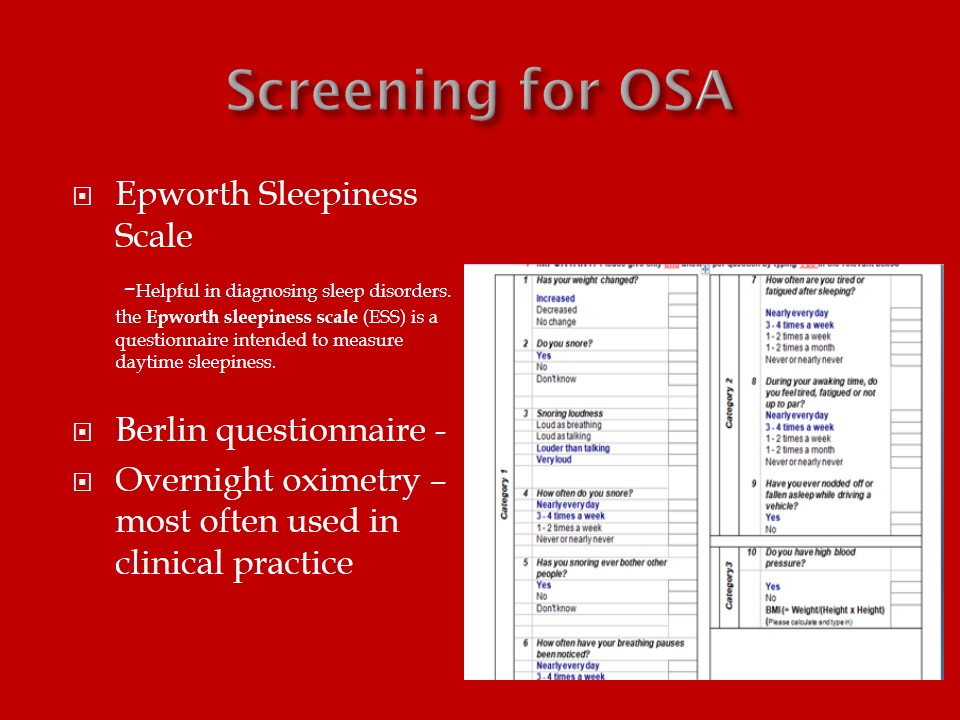 Screening for OSA
Epworth Sleepiness
Scale
-Helpful in diagnosing sleep disorders.
the Epworth sleepiness scale (ESS) is a
questionnaire intended to measure
daytime sleepiness.
Berlin questionnaire -
Overnight oximetry –
most often used in
clinical practice
Category 1
1 Has your weight changed?
Increased
Decreased
No change
2 Do you snore?
Yes
No
Don't know
3 Snoring loudness
Loud as breathing
Loud as talking
Louder than talking
Very loud
4 How often do you snore?
Nearly every day
3 - 4 times a week
1 - 2 times a week
Never or nearly never
5 Has you snoring ever bother other
people?
Yes
No
Don't know
6 How often have your breathing pauses
been noticed?
Nearly every day
3 - 4 times a week
Category 2
7 How often are you tired or
fatigued after sleeping?
Nearly every day
3 - 4 times a week
1 - 2 times a week
1 - 2 times a month
Never or nearly never
8 During your awaking time, do
you feel tired, fatigued or not
up to par?
Nearly every day
3 - 4 times a week
1 - 2 times a week
1 - 2 times a month
Never or nearly never
9 Have you ever nodded off or
fallen asleep while driving a
vehicle?
Yes
No
Category3
10 Do you have high blood
pressure?
Yes
No
BMI (= Weight/(Height x Height)
(Please calculate and type in)